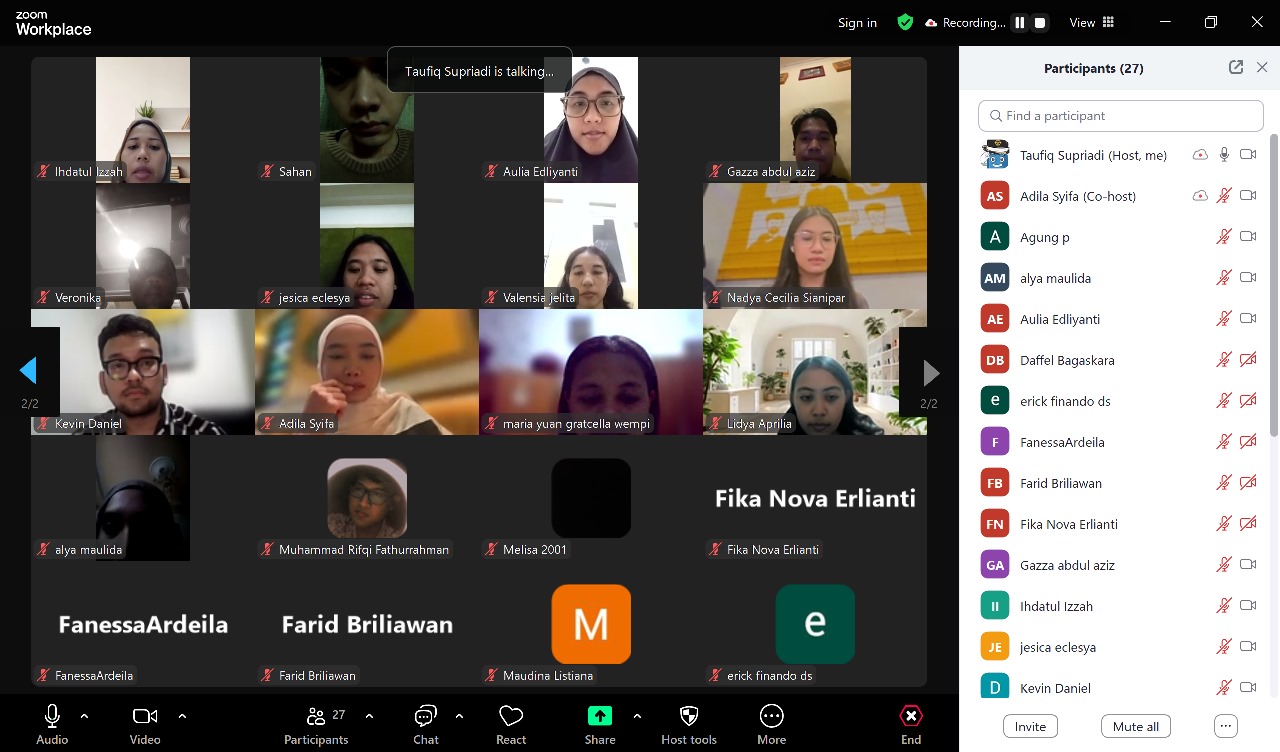 zoom
Workplace
Sign in
Recording...
View
Taufiq Supriadi is talking...
Ihdatul Izzah
Sahan
Aulia Edliyanti
Gazza abdul aziz
Veronika
jesica eclesya
Valensia jelita
Nadya Cecilia Sianipar
2/2
2/2
Kevin Daniel
Adila Syifa
maria yuan gratcella wempi
Lidya Aprilia
alya maulida
Muhammad Rifqi Fathurrahman
Melisa 2001
Fika Nova Erlianti
Fika Nova Erlianti
FanessaArdeila
FanessaArdeila
Farid Briliawan
Farid Briliawan
M
Maudina Listiana
e
erick finando ds
Participants (27)
Find a participant
Taufiq Supriadi (Host, me)
AS Adila Syifa (Co-host)
A Agung p
AM alya maulida
AE Aulia Edliyanti
DB Daffel Bagaskara
e erick finando ds
F FanessaArdeila
FB Farid Briliawan
FN Fika Nova Erlianti
GA Gazza abdul aziz
II Ihdatul Izzah
JE jesica eclesya
D Kevin Daniel
Invite
Mute all
Audio
Video
27
Participants
Chat
React
Share
Host tools
More
End